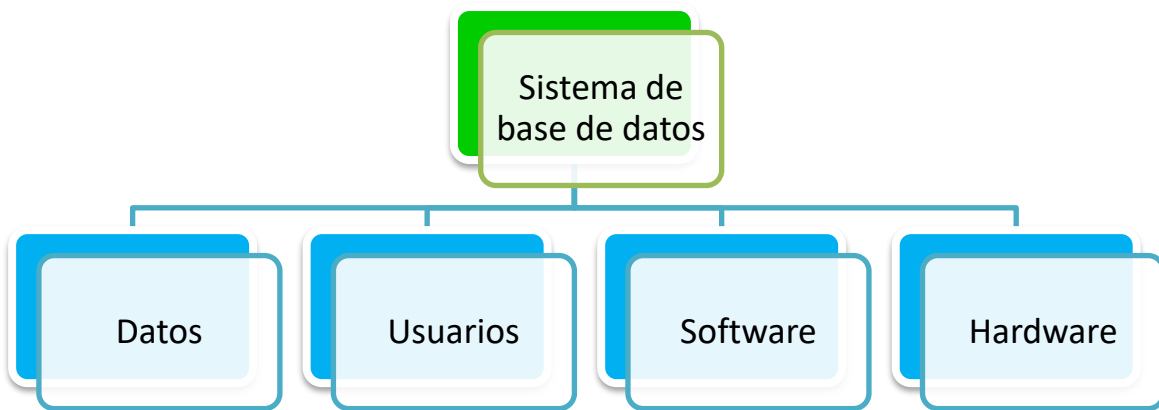 Sistema de
base de datos
Datos
Usuarios
Software
Hardware